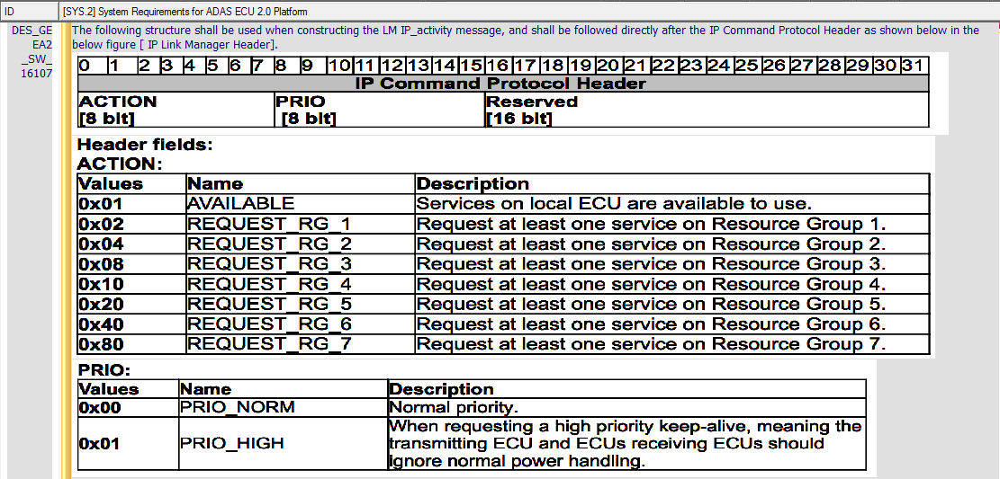 ID [SYS.2] System Requirements for ADAS ECU 2.0 Platform
DES_GE
EA2
_SW_
16107
The following structure shall be used when constructing the LM IP_activity message, and shall be followed directly after the IP Command Protocol Header as shown below in the
below figure [ IP Link Manager Header].
0 1 2 3 4 5 6 7 8 9 10 11 12 13 14 15 16 17 18 19 20 21 22 23 24 25 26 27 28 29 30 31
IP Command Protocol Header
ACTION PRIO Reserved
[8 bit] [8 bit] [16 bit]
Header fields:
ACTION:
Values Name Description
0x01 AVAILABLE Services on local ECU are available to use.
0x02 REQUEST_RG_1 Request at least one service on Resource Group 1.
0x04 REQUEST_RG_2 Request at least one service on Resource Group 2.
0x08 REQUEST_RG_3 Request at least one service on Resource Group 3.
0x10 REQUEST_RG_4 Request at least one service on Resource Group 4.
0x20 REQUEST_RG_5 Request at least one service on Resource Group 5.
0x40 REQUEST_RG_6 Request at least one service on Resource Group 6.
0x80 REQUEST_RG_7 Request at least one service on Resource Group 7.
PRIO:
Values Name Description
0x00 PRIO_NORM Normal priority.
0x01 PRIO_HIGH When requesting a high priority keep-alive, meaning the
transmitting ECU and ECUs receiving ECUs should
ignore normal power handling.